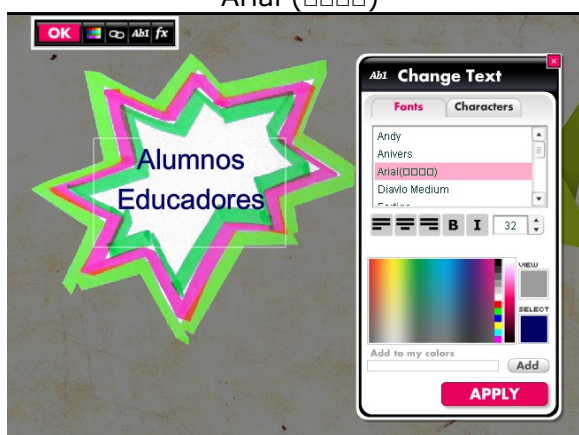 Arial (□□□□)
OK Ab1 fx
Alumnos
Educadores
Ab1 Change Text
Fonts Characters
Andy
Anivers
Arial(□□□□)
Diavlo Medium
B I 32
VIEW
SELECT
Add to my colors
Add
APPLY